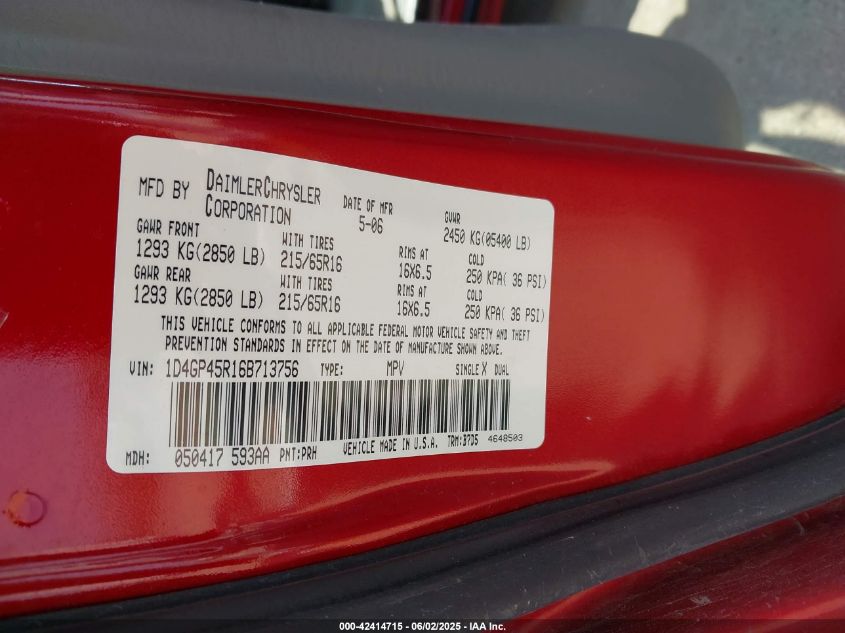 MFD BY DAIMLERCHRYSLER CORPORATION DATE OF MFR 5-06 GVWR 2450 KG(05400 LB)
GAWR FRONT WITH TIRES RIMS AT COLD
1293 KG(2850 LB) 215/65R16 16X6.5 250 KPA( 36 PSI)
GAWR REAR WITH TIRES RIMS AT COLD
1293 KG(2850 LB) 215/65R16 16X6.5 250 KPA( 36 PSI)
THIS VEHICLE CONFORMS TO ALL APPLICABLE FEDERAL MOTOR VEHICLE SAFETY AND THEFT
PREVENTION STANDARDS IN EFFECT ON THE DATE OF MANUFACTURE SHOWN ABOVE.
VIN: 1D4GP45R16B713756 TYPE: MPV SINGLE X DUAL
MDH: 050417 593AA PNT:PRH VEHICLE MADE IN U.S.A. TRM:37D5 4648503
000-42414715 - 06/02/2025 - IAA Inc.